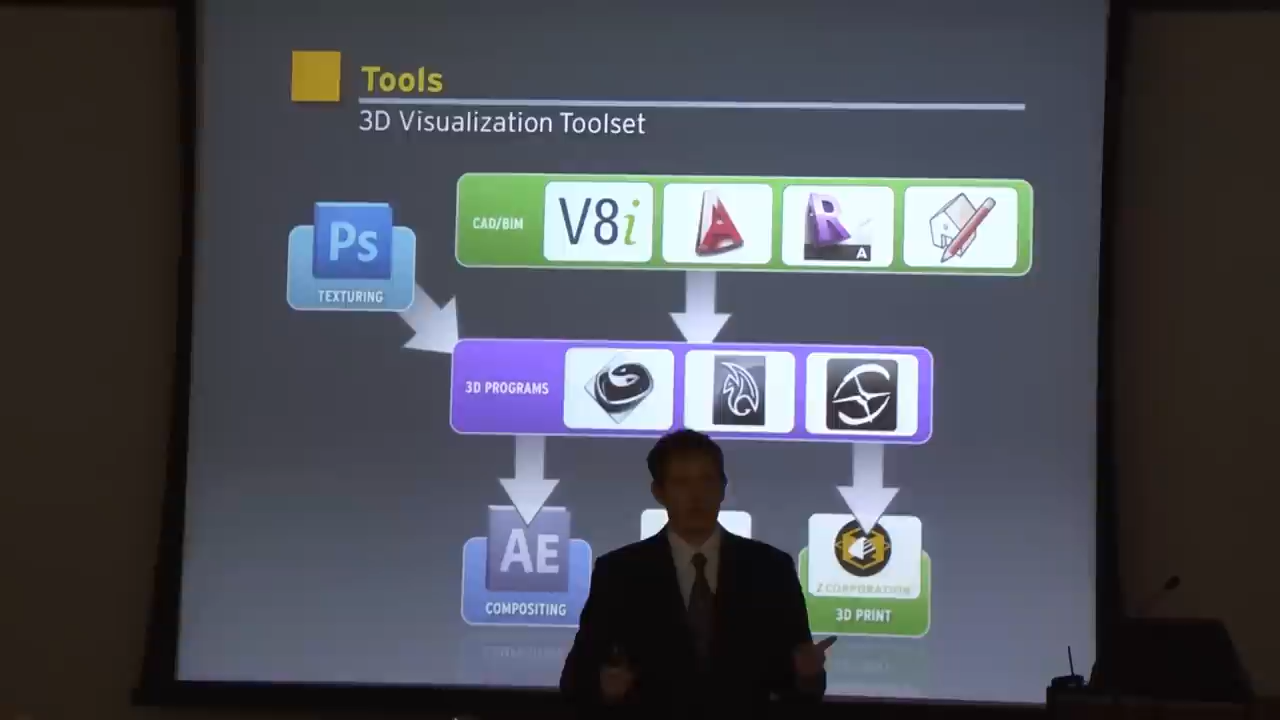 Tools
3D Visualization Toolset
CAD/BIM
V8i
A
R
A
Ps
TEXTURING
3D PROGRAMS
AE
COMPOSITING
Z CORPORATION
3D PRINT